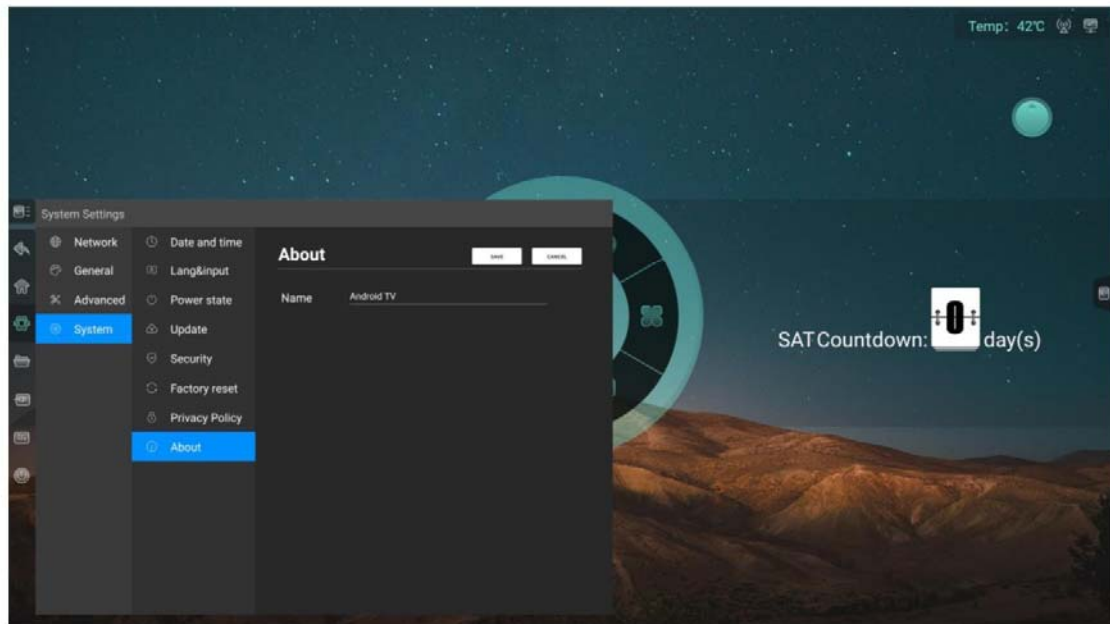 Temp: 42℃
System Settings
Network
General
Advanced
System
Date and time
Lang&input
Power state
Update
Security
Factory reset
Privacy Policy
About
About
SAVE
CANCEL
Name
Android TV
SAT Countdown: 0 day(s)